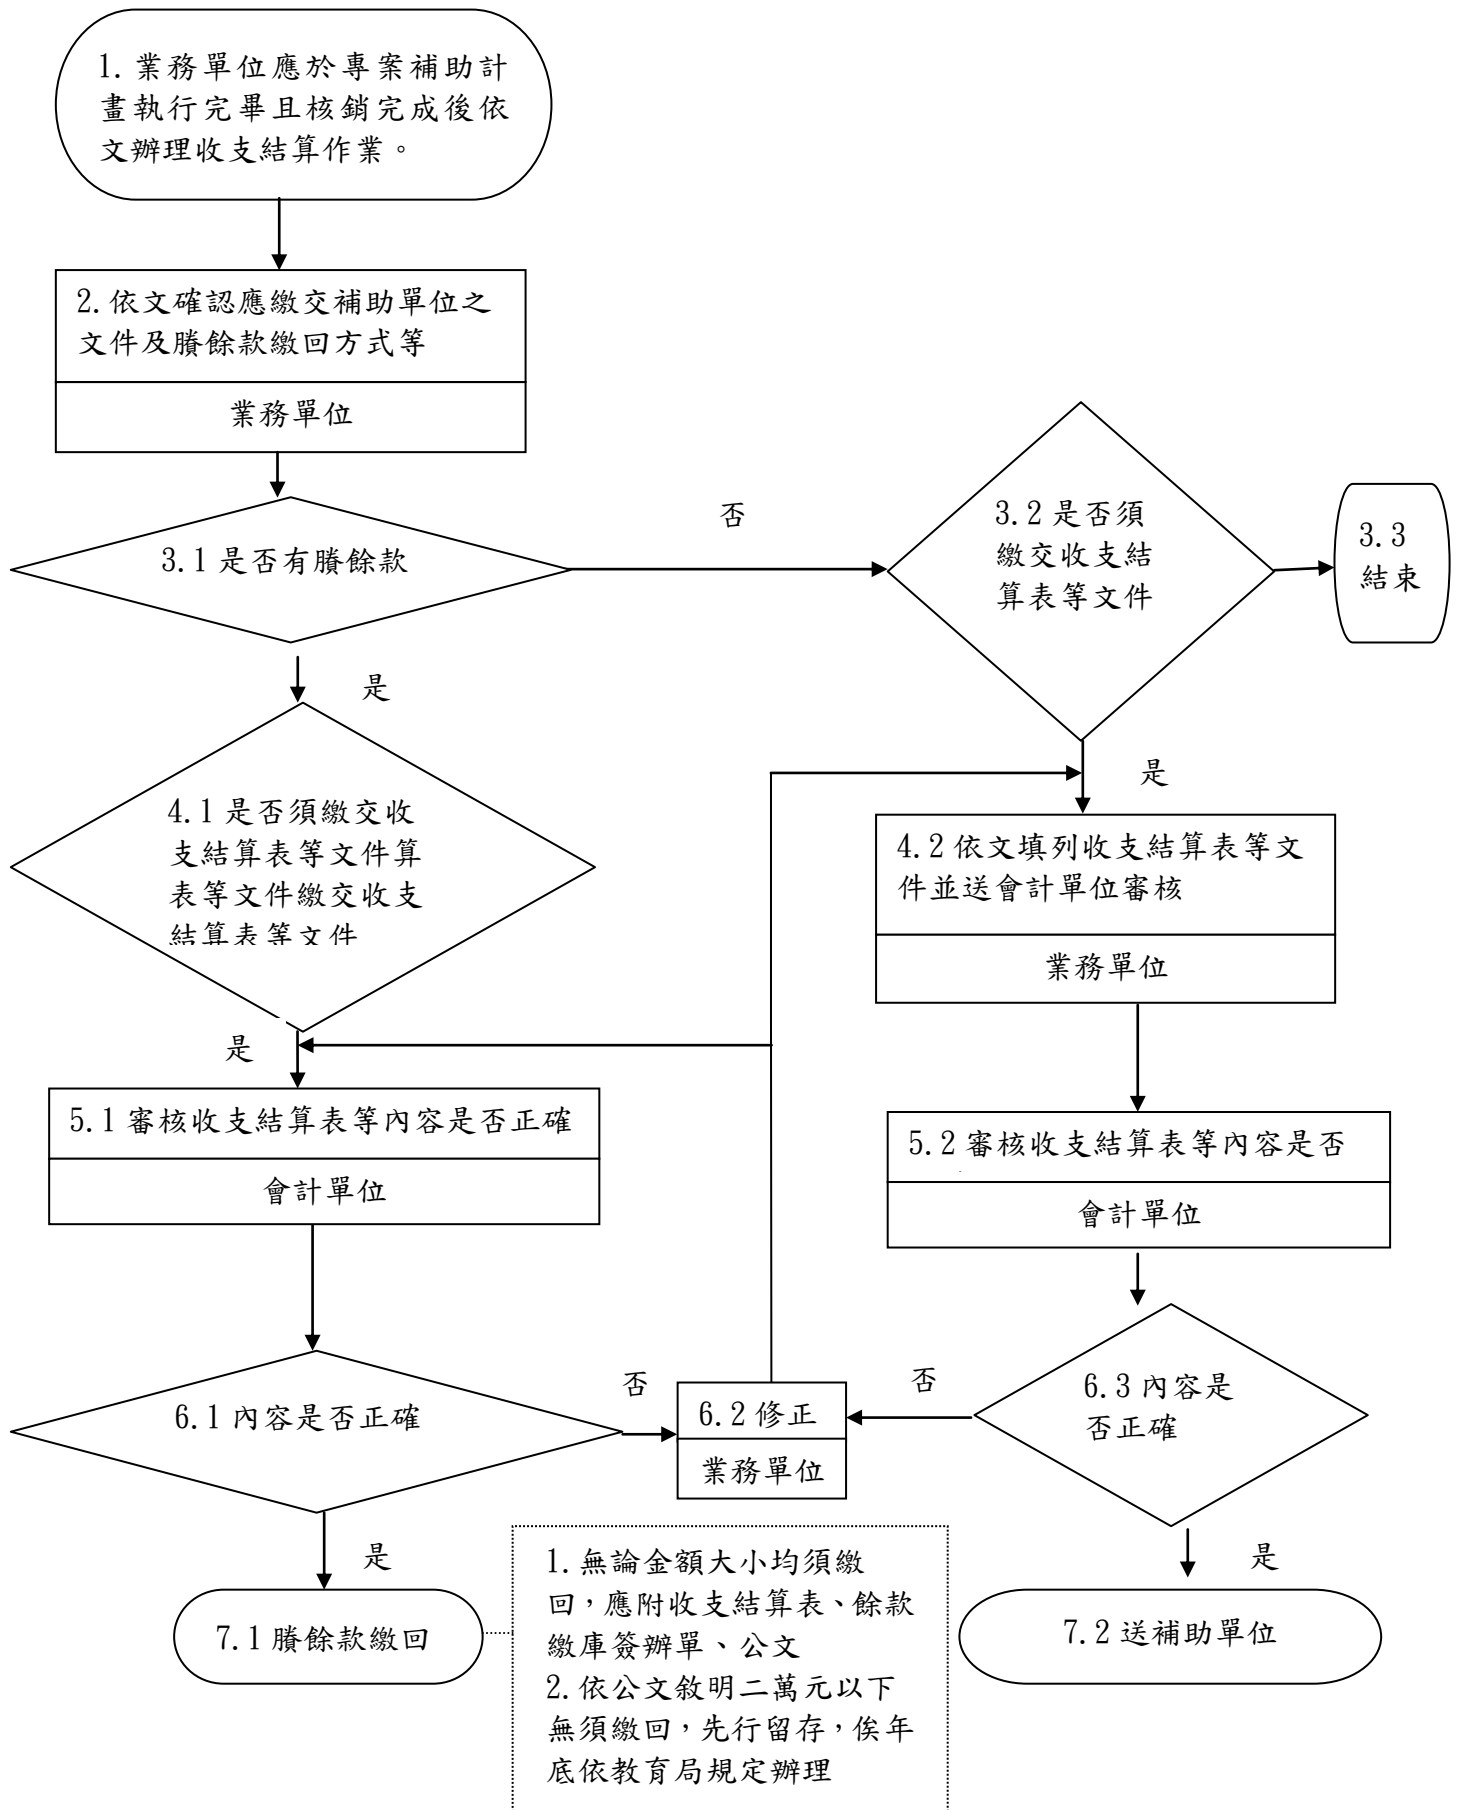 1.業務單位應於專案補助計
畫執行完畢且核銷完成後依
文辦理收支結算作業。
2.依文確認應繳交補助單位之
文件及賸餘款繳回方式等
業務單位
3.1是否有賸餘款
否
3.2是否須
繳交收支結
算表等文件
3.3
結束
是
4.1是否須繳交收
支結算表等文件算
表等文件繳交收支
結算表等文件
是
4.2依文填列收支結算表等文
件並送會計單位審核
業務單位
是
5.1審核收支結算表等內容是否正確
會計單位
5.2審核收支結算表等內容是否
會計單位
6.1內容是否正確
否
6.2修正
業務單位
否
6.3內容是
否正確
是
7.1賸餘款繳回
1.無論金額大小均須繳
回，應附收支結算表、餘款
繳庫簽辦單、公文
2.依公文敘明二萬元以下
無須繳回，先行留存，俟年
底依教育局規定辦理
是
7.2送補助單位